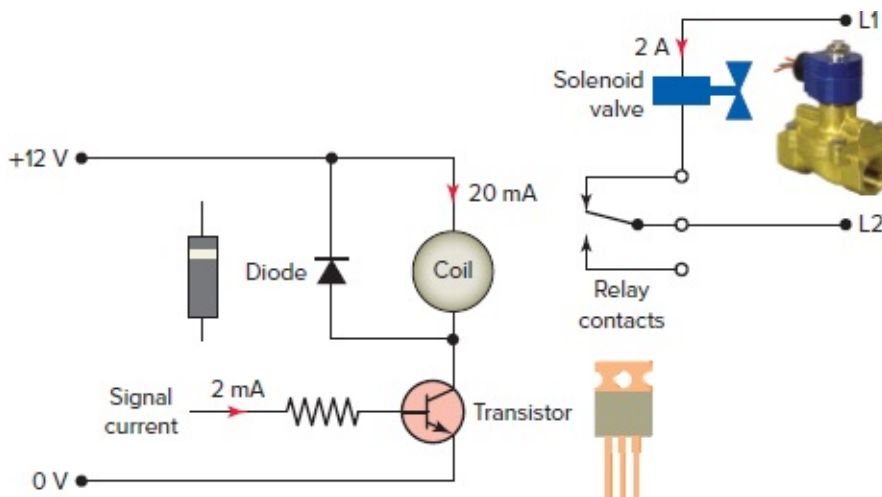 L1
2 A
Solenoid
valve
+12 V
20 mA
L2
Diode
Coil
Relay
contacts
Signal
current
2 mA
Transistor
0 V